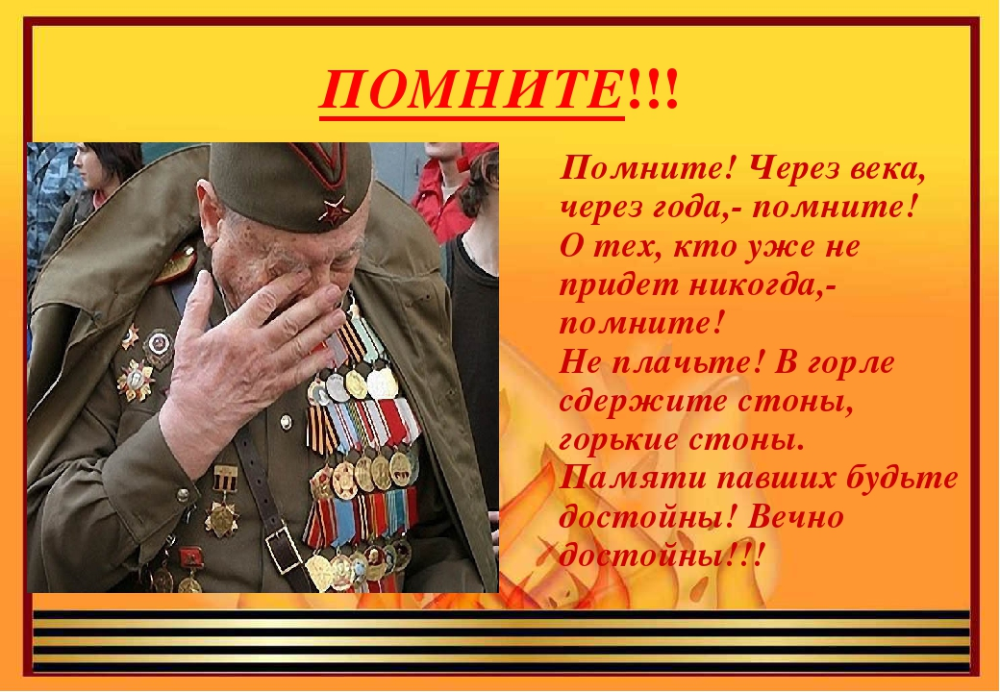 ПОМНИТЕ!!!
Помните! Через века,
через года,- помните!
О тех, кто уже не
придет никогда,-
помните!
Не плачьте! В горле
сдержите стоны,
горькие стоны.
Памяти павших будьте
достойны! Вечно
достойны!!!